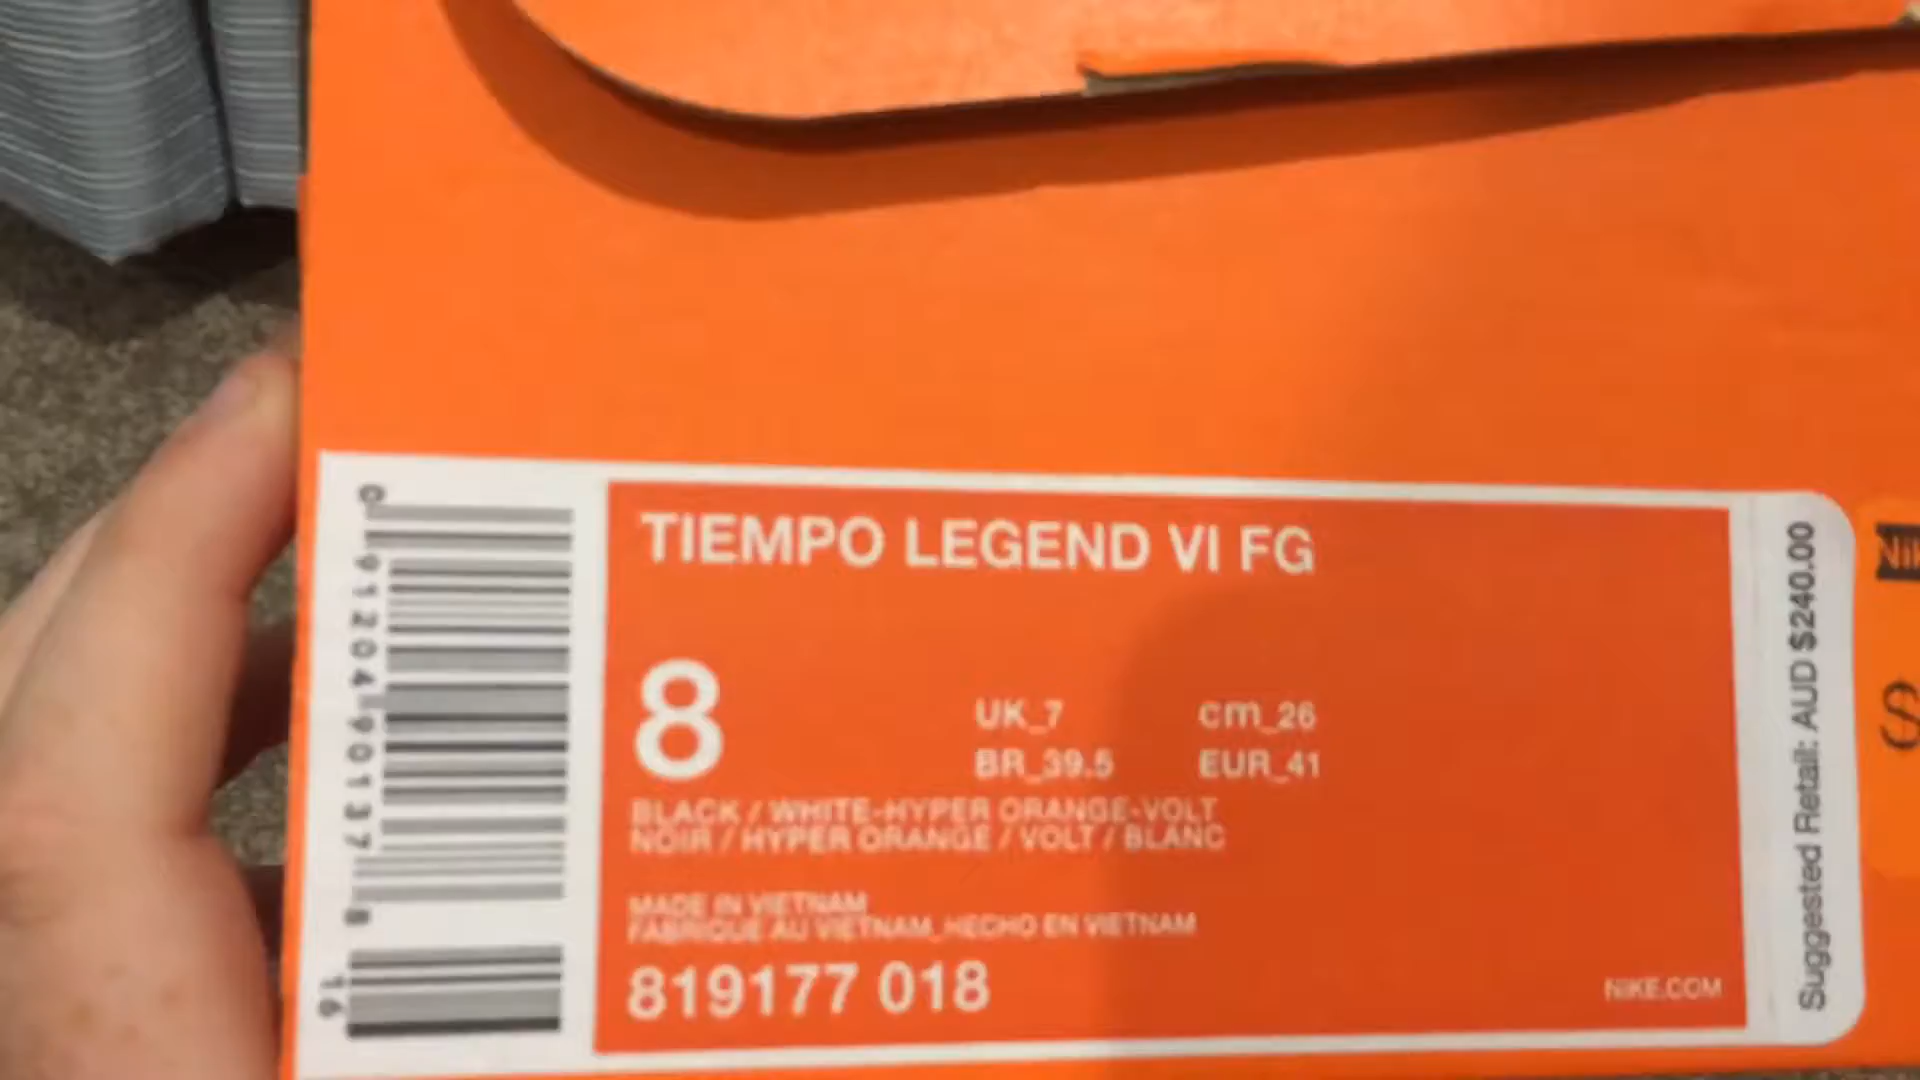 TIEMPO LEGEND VI FG
8
UK_7 cm_26
BR_39.5 EUR_41
BLACK / WHITE-HYPER ORANGE-VOLT
NOIR / HYPER ORANGE / VOLT / BLANC
MADE IN VIETNAM
FABRIQUE AU VIETNAM_HECHO EN VIETNAM
819177 018
NIKE.COM
0 91204 90137 8
16
Suggested Retail: AUD $240.00
$